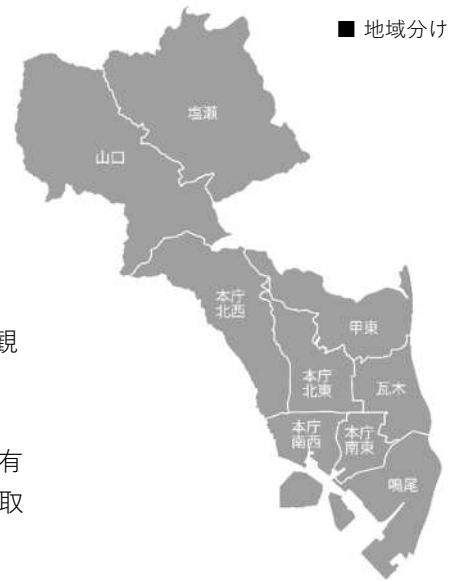 ■ 地域分け
塩瀬
山口
本庁
北西
甲東
観
本庁
北東
瓦木
本庁
南西
本庁
南東
有
鳴尾
取